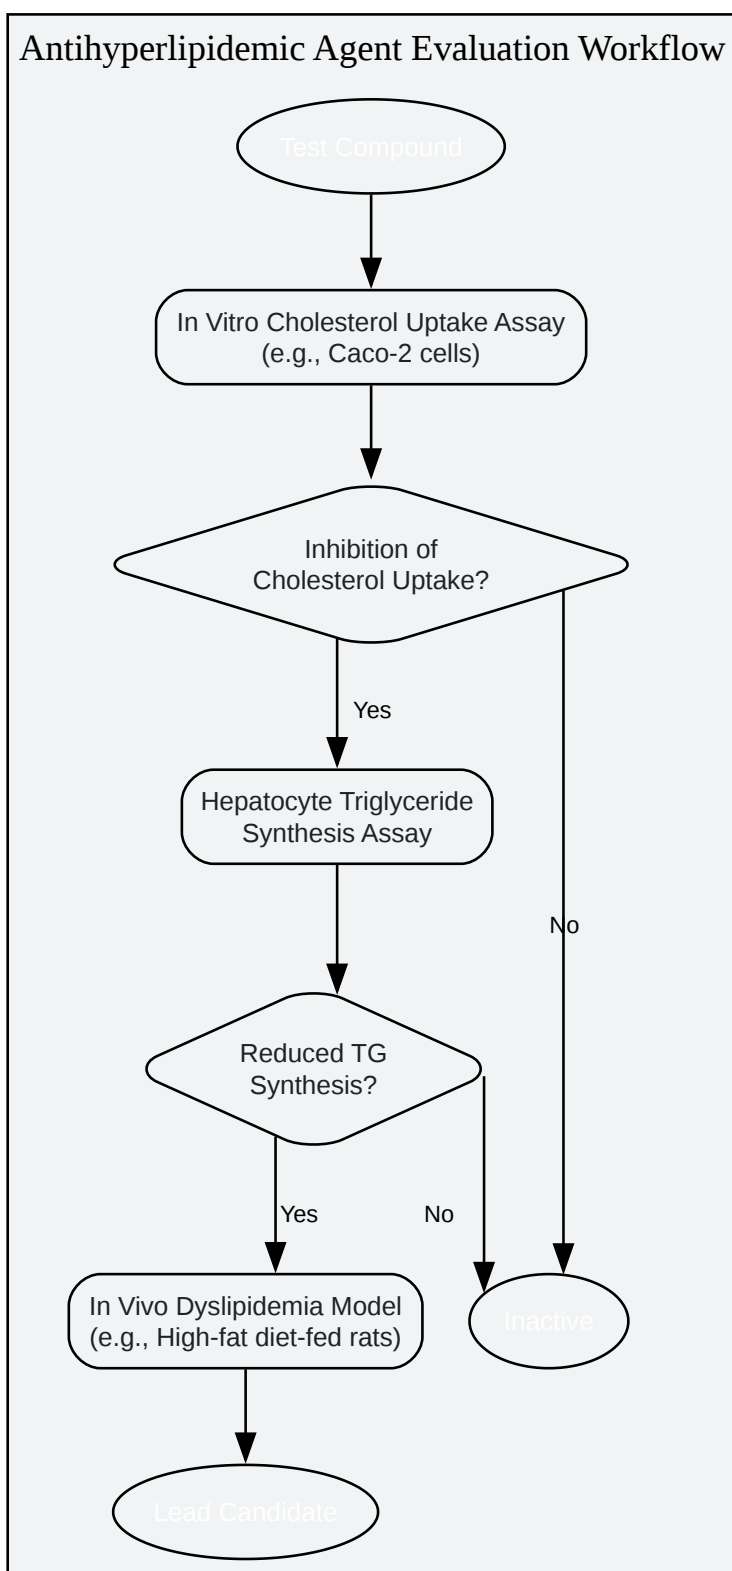 Antihyperlipidemic Agent Evaluation Workflow
Test Compound
In Vitro Cholesterol Uptake Assay
(e.g., Caco-2 cells)
Inhibition of
Cholesterol Uptake?
Yes
Hepatocyte Triglyceride
Synthesis Assay
No
Reduced TG
Synthesis?
Yes
No
In Vivo Dyslipidemia Model
(e.g., High-fat diet-fed rats)
Inactive
Lead Candidate